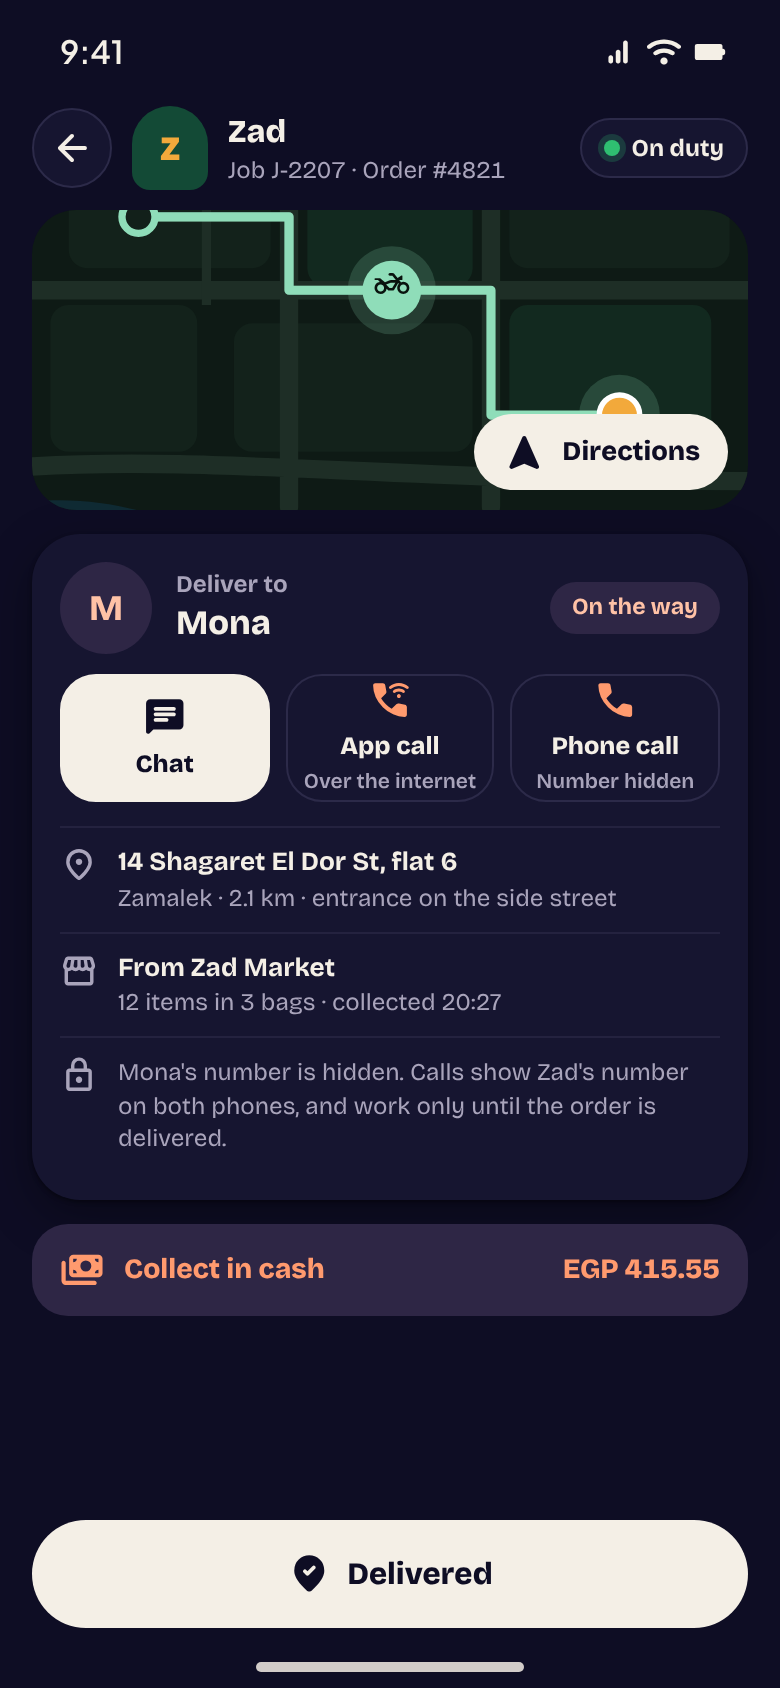 9:41
Z
Zad
Job J-2207 · Order #4821
On duty
Directions
M
Deliver to
Mona
On the way
Chat
App call
Over the internet
Phone call
Number hidden
14 Shagaret El Dor St, flat 6
Zamalek · 2.1 km · entrance on the side street
From Zad Market
12 items in 3 bags · collected 20:27
Mona's number is hidden. Calls show Zad's number
on both phones, and work only until the order is
delivered.
Collect in cash
EGP 415.55
Delivered